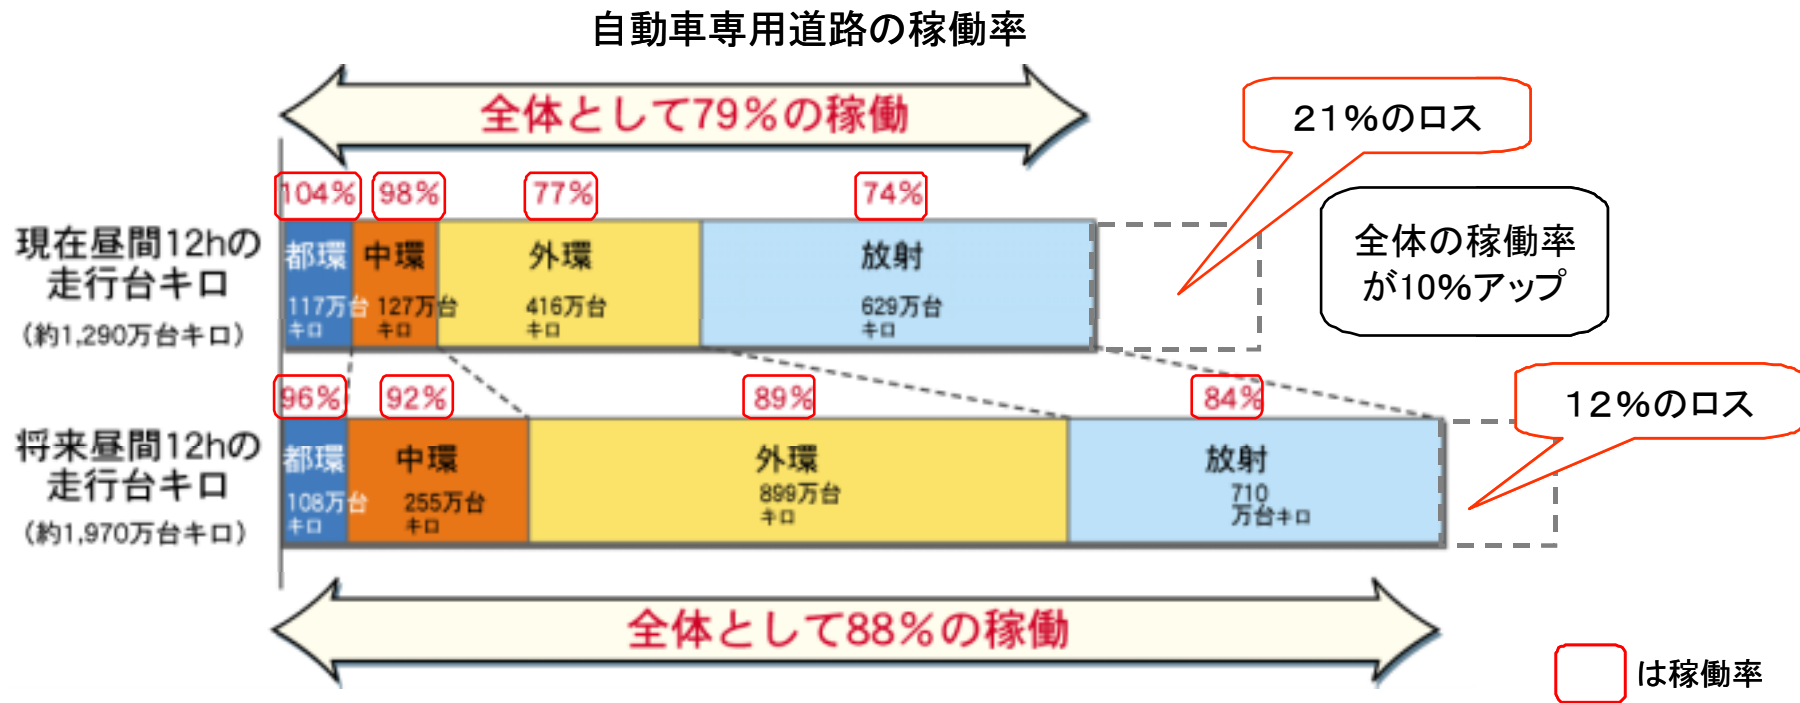 自動車専用道路の稼働率
全体として79%の稼働
21%のロス
104%
98%
77%
74%
現在昼間12hの
走行台キロ
(約1,290万台キロ)
都環
117万台
キロ
中環
127万台
キロ
外環
416万台
キロ
放射
629万台
キロ
全体の稼働率
が10%アップ
96%
92%
89%
84%
12%のロス
将来昼間12hの
走行台キロ
(約1,970万台キロ)
都環
108万台
キロ
中環
255万台
キロ
外環
899万台
キロ
放射
710
万台キロ
全体として88%の稼働
は稼働率